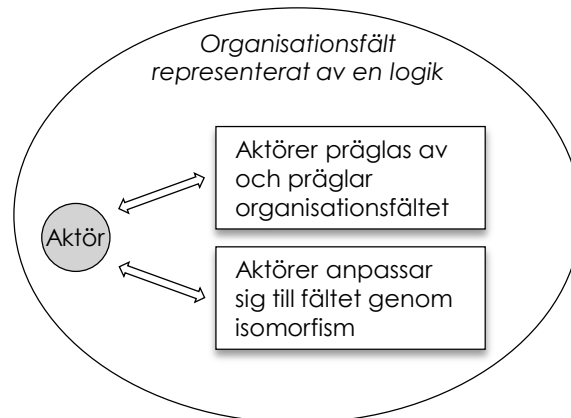 Organisationsfält
representerat av en logik
Aktörer präglas av
och präglar
organisationsfältet
Aktör
Aktörer anpassar
sig till fältet genom
isomorfism